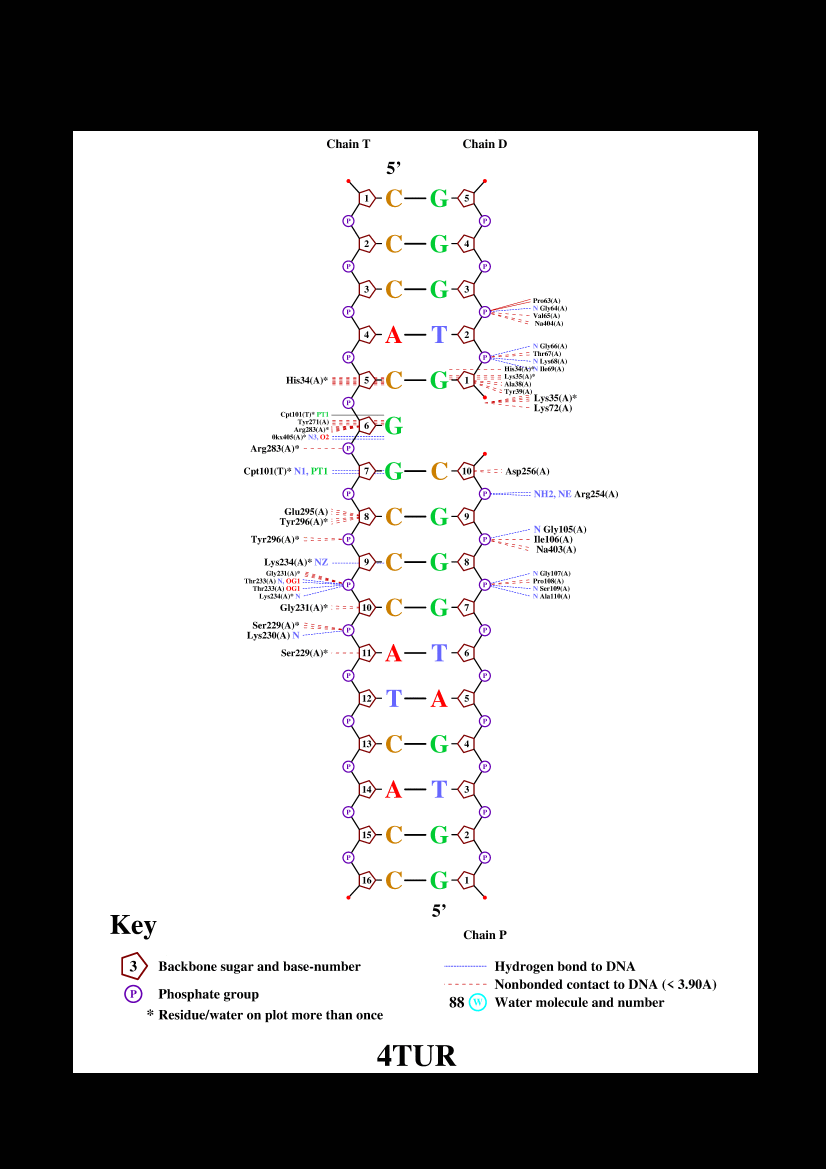 Chain T Chain D
5'
1 C G 5
P P
2 C G 4
P P
3 C G 3
Pro63(A)
P P N Gly64(A)
Val65(A)
Na404(A)
4 A T 2
N Gly66(A)
P P Thr67(A)
N Lys68(A)
His34(A)* N Ile69(A)
His34(A)* 5 C G 1 Lys35(A)*
Ala38(A)
Tyr39(A)
Lys35(A)*
P Lys72(A)
Cpt101(T)* PT1
Tyr271(A) 6 G
Arg283(A)*
0kx405(A)* N3, O2
Arg283(A)* P
Cpt101(T)* N1, PT1 7 G C 10 Asp256(A)
P P NH2, NE Arg254(A)
Glu295(A) 8 C G 9
Tyr296(A)*
N Gly105(A)
Tyr296(A)* P P Ile106(A)
Na403(A)
Lys234(A)* NZ 9 C G 8
Gly231(A)* N Gly107(A)
Thr233(A) N, OG1 P P Pro108(A)
Thr233(A) OG1 N Ser109(A)
Lys234(A)* N N Ala110(A)
Gly231(A)* 10 C G 7
Ser229(A)* P P
Lys230(A) N
Ser229(A)* 11 A T 6
P P
12 T A 5
P P
13 C G 4
P P
14 A T 3
P P
15 C G 2
P P
16 C G 1
5'
Key
Chain P
3 Backbone sugar and base-number Hydrogen bond to DNA
Nonbonded contact to DNA (< 3.90A)
P Phosphate group 88 W Water molecule and number
* Residue/water on plot more than once
4TUR